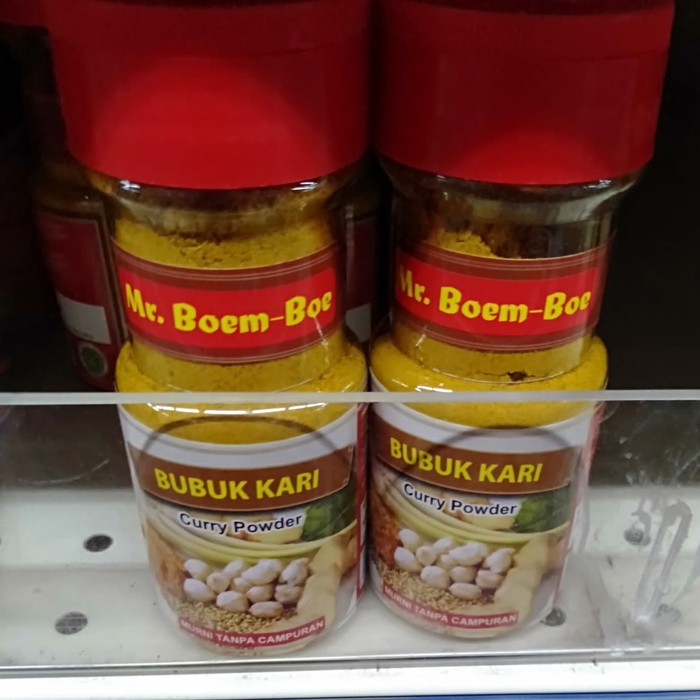 Mr. Boem-Boe
BUBUK KARI
Curry Powder
MURNI TANPA CAMPURAN
Mr. Boem-Boe
BUBUK KARI
Curry Powder
MURNI TANPA CAMPURAN